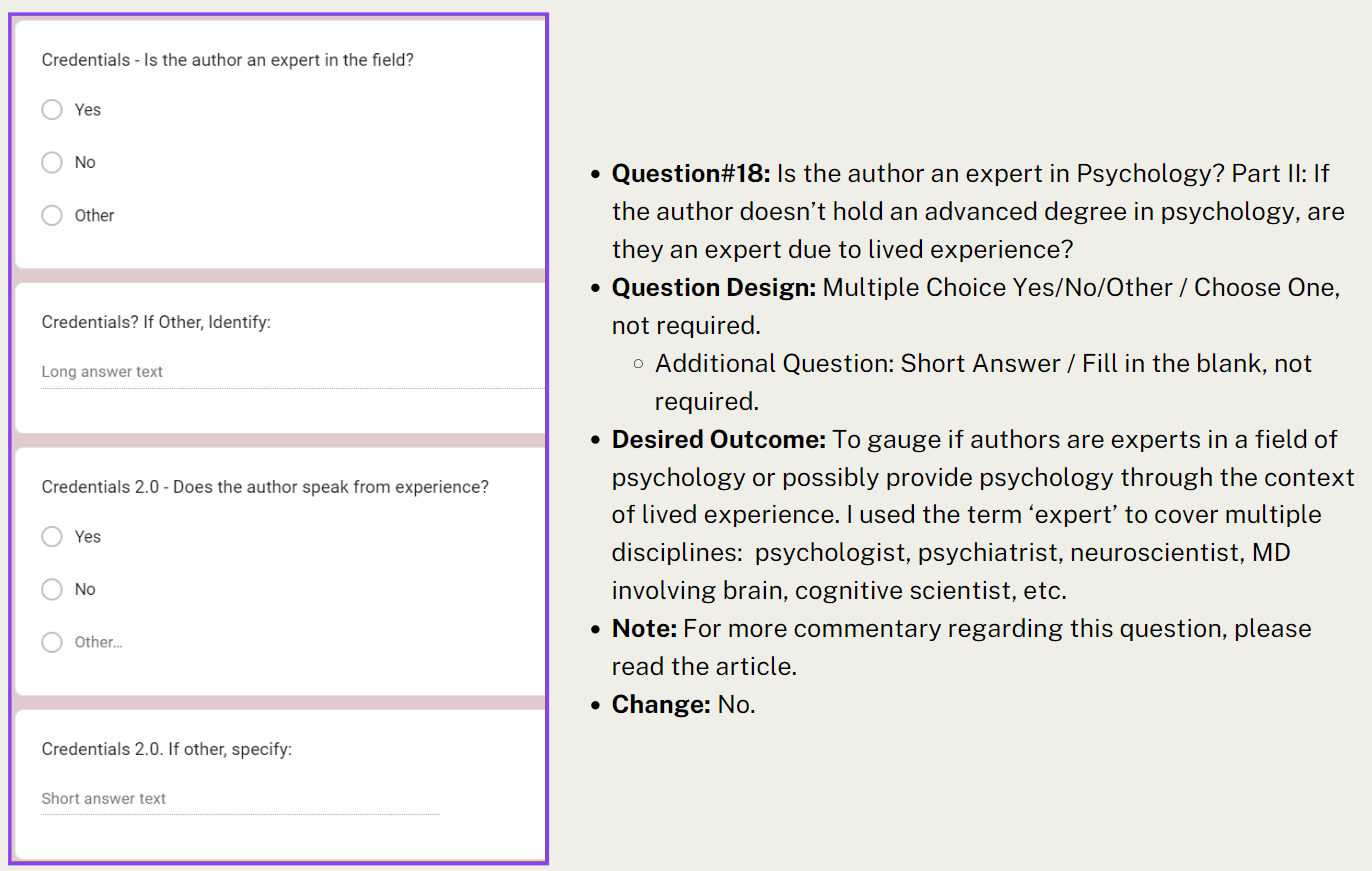 Credentials - Is the author an expert in the field?
Yes
No
Other
Credentials? If Other, Identify:
Long answer text
Credentials 2.0 - Does the author speak from experience?
Yes
No
Other...
Credentials 2.0. If other, specify:
Short answer text
• Question#18: Is the author an expert in Psychology? Part II: If
the author doesn’t hold an advanced degree in psychology, are
they an expert due to lived experience?
• Question Design: Multiple Choice Yes/No/Other / Choose One,
not required.
○ Additional Question: Short Answer / Fill in the blank, not
required.
• Desired Outcome: To gauge if authors are experts in a field of
psychology or possibly provide psychology through the context
of lived experience. I used the term ‘expert’ to cover multiple
disciplines:  psychologist, psychiatrist, neuroscientist, MD
involving brain, cognitive scientist, etc.
• Note: For more commentary regarding this question, please
read the article.
• Change: No.